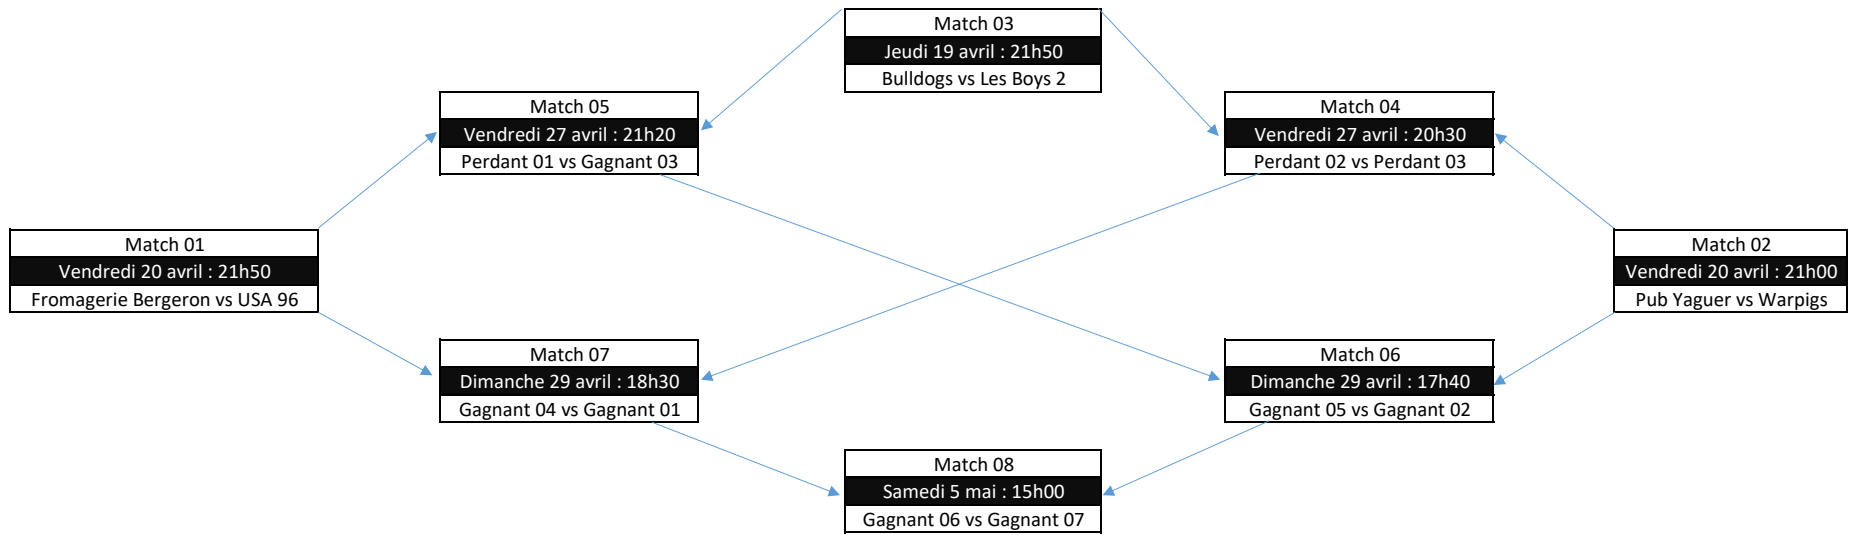 Match 03
Jeudi 19 avril : 21h50
Bulldogs vs Les Boys 2
Match 05
Vendredi 27 avril : 21h20
Perdant 01 vs Gagnant 03
Match 04
Vendredi 27 avril : 20h30
Perdant 02 vs Perdant 03
Match 01
Vendredi 20 avril : 21h50
Fromagerie Bergeron vs USA 96
Match 02
Vendredi 20 avril : 21h00
Pub Yaguer vs Warpigs
Match 07
Dimanche 29 avril : 18h30
Gagnant 04 vs Gagnant 01
Match 06
Dimanche 29 avril : 17h40
Gagnant 05 vs Gagnant 02
Match 08
Samedi 5 mai : 15h00
Gagnant 06 vs Gagnant 07